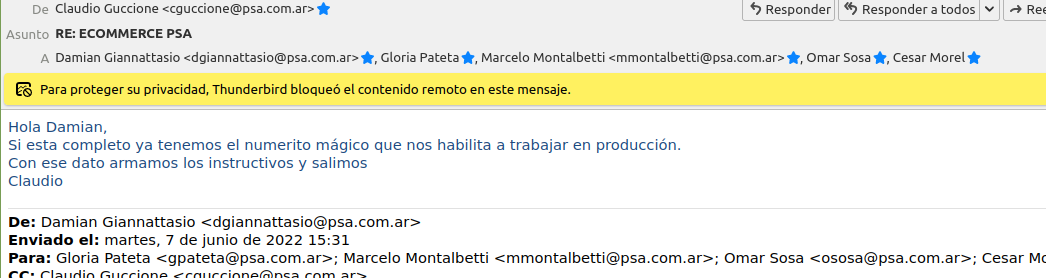 De Claudio Guccione <cguccione@psa.com.ar>
Responder Responder a todos Ree
Asunto RE: ECOMMERCE PSA
A Damian Giannattasio <dgiannattasio@psa.com.ar>, Gloria Pateta, Marcelo Montalbetti <mmontalbetti@psa.com.ar>, Omar Sosa, Cesar Morel
Para proteger su privacidad, Thunderbird bloqueó el contenido remoto en este mensaje.
Hola Damian,
Si esta completo ya tenemos el numerito mágico que nos habilita a trabajar en producción.
Con ese dato armamos los instructivos y salimos
Claudio
De: Damian Giannattasio <dgiannattasio@psa.com.ar>
Enviado el: martes, 7 de junio de 2022 15:31
Para: Gloria Pateta <gpateta@psa.com.ar>; Marcelo Montalbetti <mmontalbetti@psa.com.ar>; Omar Sosa <ososa@psa.com.ar>; Cesar Mo
CC: Claudio Guccione <cguccione@psa.com.ar>